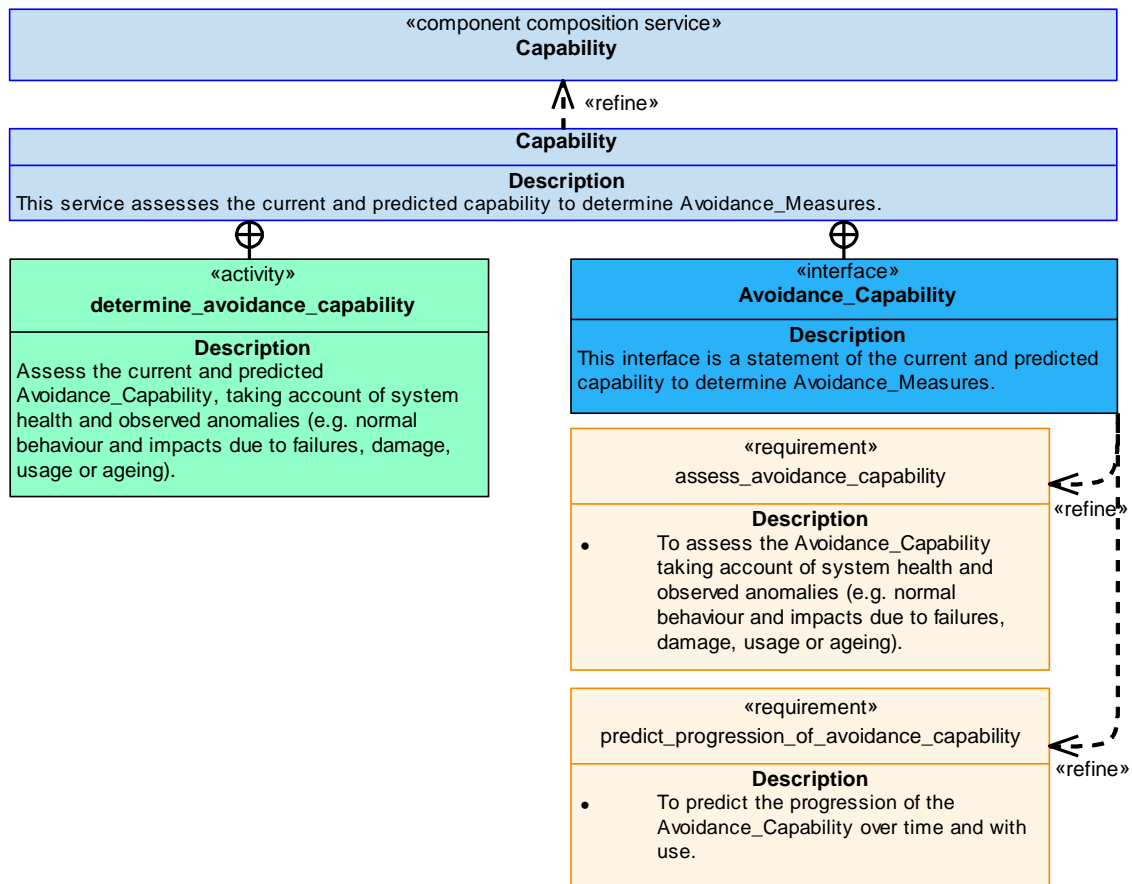 «component composition service»
Capability
«refine»
Capability
Description
This service assesses the current and predicted capability to determine Avoidance_Measures.
«activity»
determine_avoidance_capability
Description
Assess the current and predicted
Avoidance_Capability, taking account of system
health and observed anomalies (e.g. normal
behaviour and impacts due to failures, damage,
usage or ageing).
«interface»
Avoidance_Capability
Description
This interface is a statement of the current and predicted
capability to determine Avoidance_Measures.
«requirement»
assess_avoidance_capability
«refine»
Description
• To assess the Avoidance_Capability
taking account of system health and
observed anomalies (e.g. normal
behaviour and impacts due to failures,
damage, usage or ageing).
«requirement»
predict_progression_of_avoidance_capability
«refine»
Description
• To predict the progression of the
Avoidance_Capability over time and with
use.